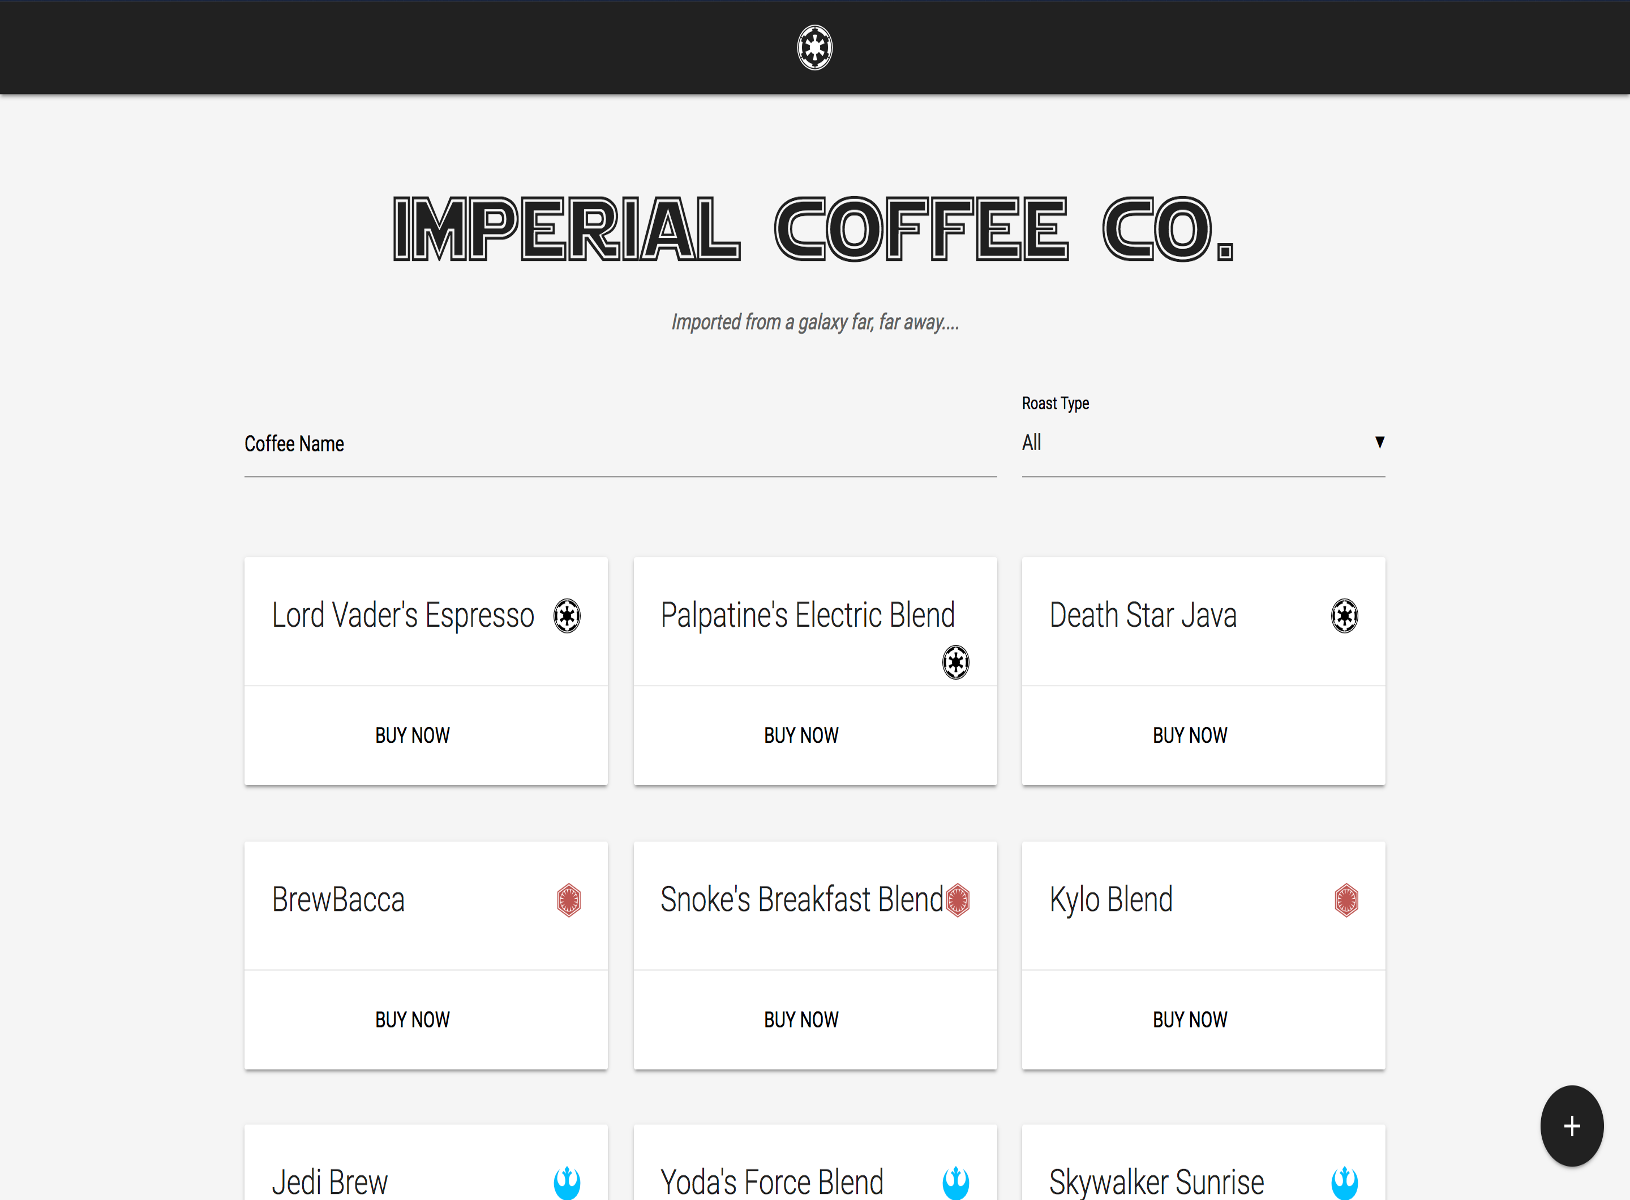 IMPERIAL COFFEE CO.
Imported from a galaxy far, far away....
Roast Type
Coffee Name
All
Lord Vader's Espresso
Palpatine's Electric Blend
Death Star Java
BUY NOW
BUY NOW
BUY NOW
BrewBacca
Snoke's Breakfast Blend
Kylo Blend
BUY NOW
BUY NOW
BUY NOW
+
Jedi Brew
Yoda's Force Blend
Skywalker Sunrise